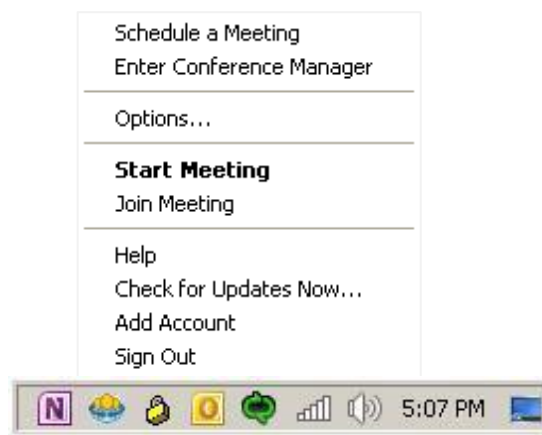 Schedule a Meeting
Enter Conference Manager
Options...
Start Meeting
Join Meeting
Help
Check for Updates Now...
Add Account
Sign Out
N O 5:07 PM